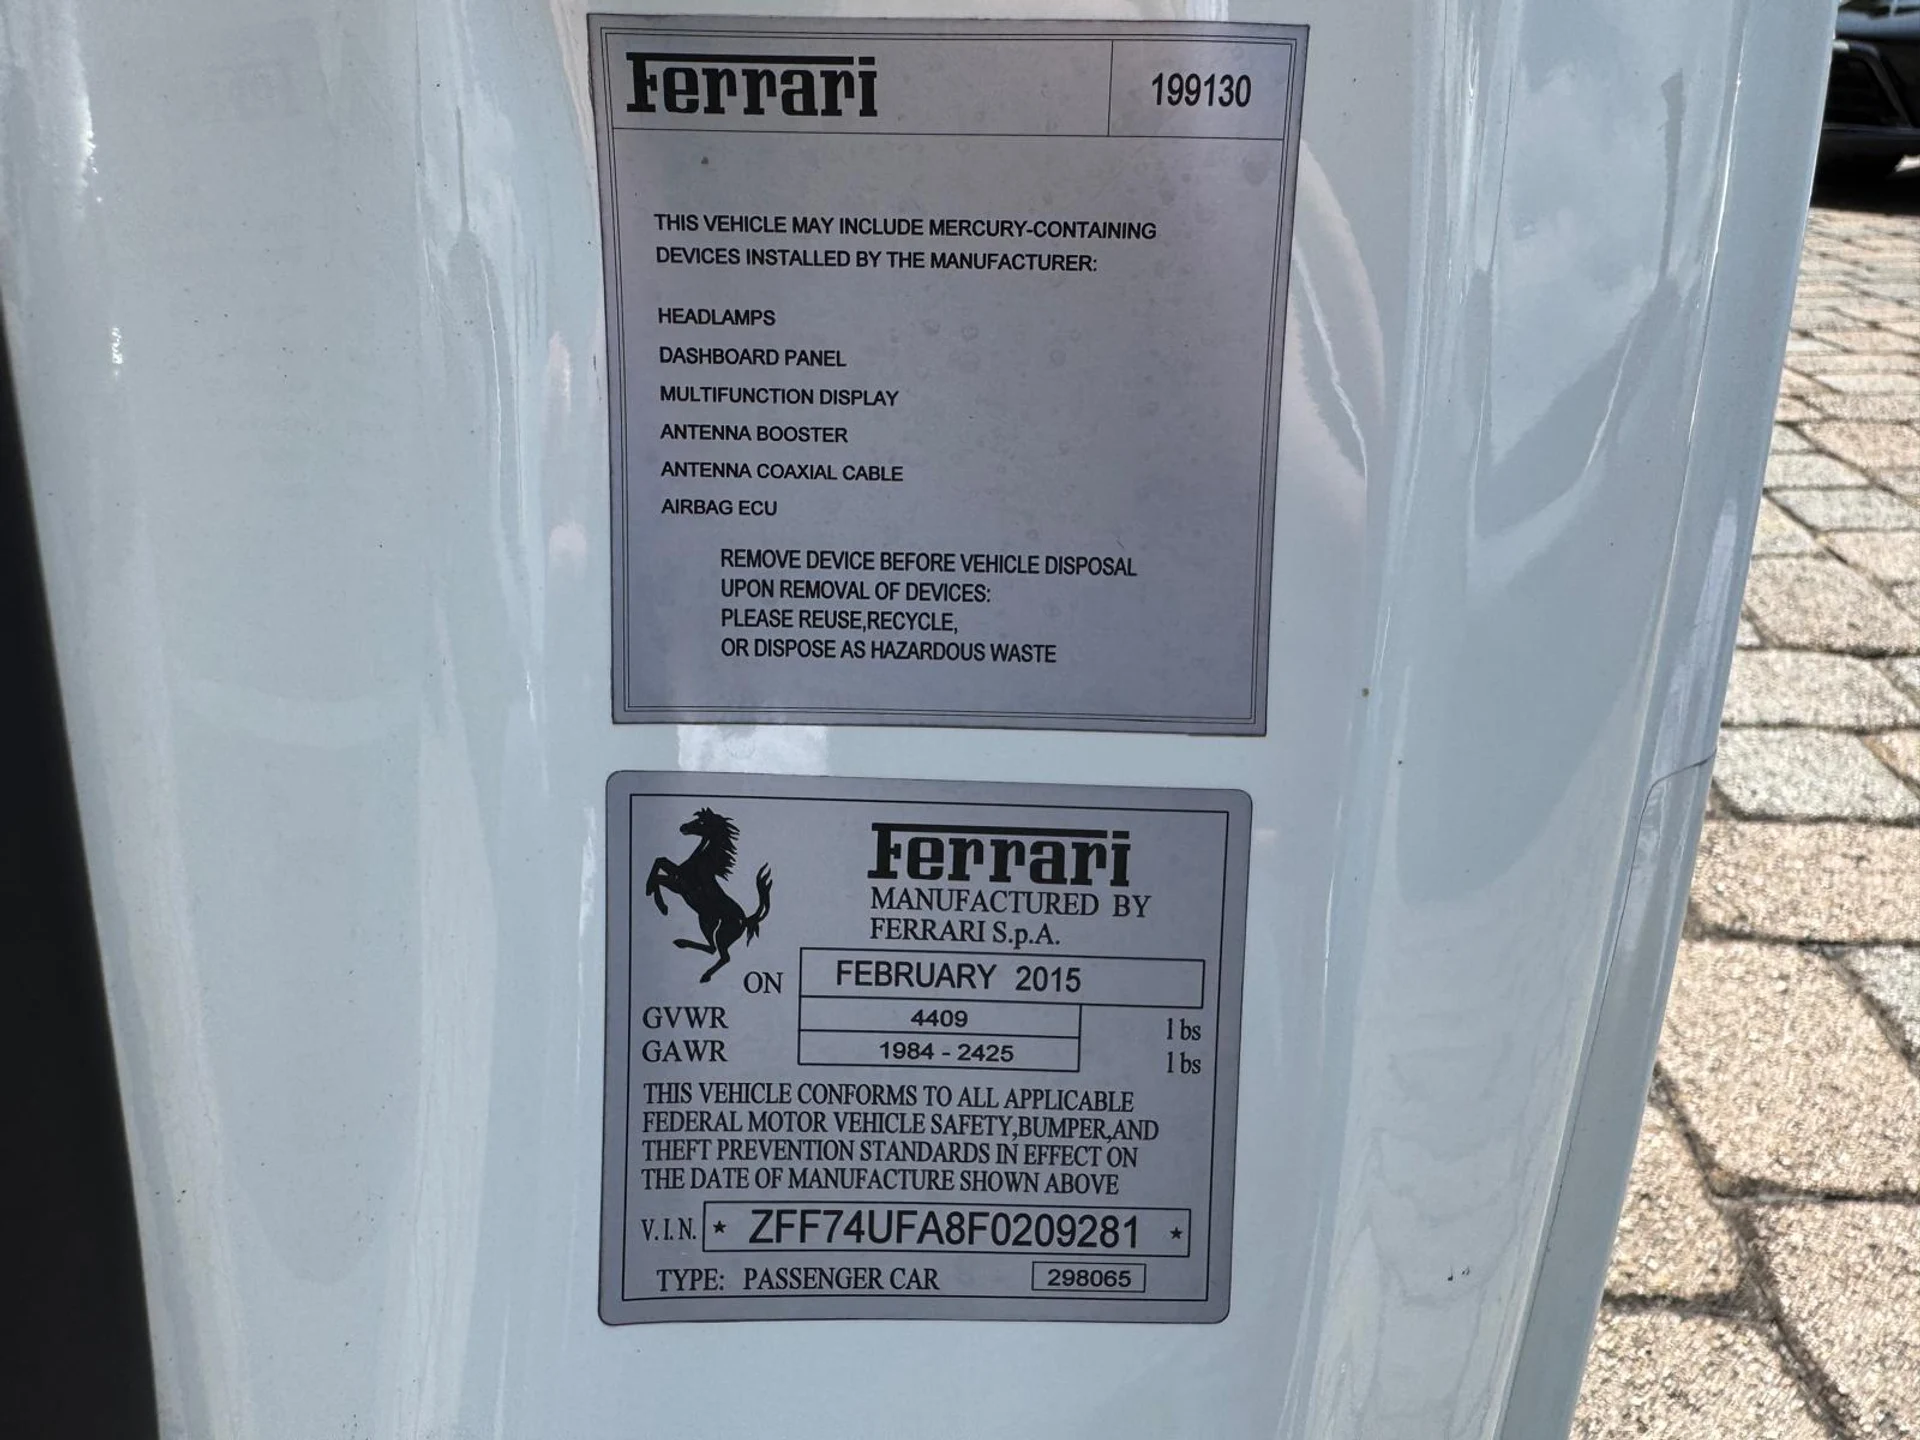 Ferrari 199130
THIS VEHICLE MAY INCLUDE MERCURY-CONTAINING
DEVICES INSTALLED BY THE MANUFACTURER:
HEADLAMPS
DASHBOARD PANEL
MULTIFUNCTION DISPLAY
ANTENNA BOOSTER
ANTENNA COAXIAL CABLE
AIRBAG ECU
REMOVE DEVICE BEFORE VEHICLE DISPOSAL
UPON REMOVAL OF DEVICES:
PLEASE REUSE,RECYCLE,
OR DISPOSE AS HAZARDOUS WASTE
Ferrari
MANUFACTURED BY
FERRARI S.p.A.
ON FEBRUARY 2015
GVWR 4409 lbs
GAWR 1984 - 2425 lbs
THIS VEHICLE CONFORMS TO ALL APPLICABLE
FEDERAL MOTOR VEHICLE SAFETY,BUMPER,AND
THEFT PREVENTION STANDARDS IN EFFECT ON
THE DATE OF MANUFACTURE SHOWN ABOVE
V.I.N. * ZFF74UFA8F0209281 *
TYPE: PASSENGER CAR 298065